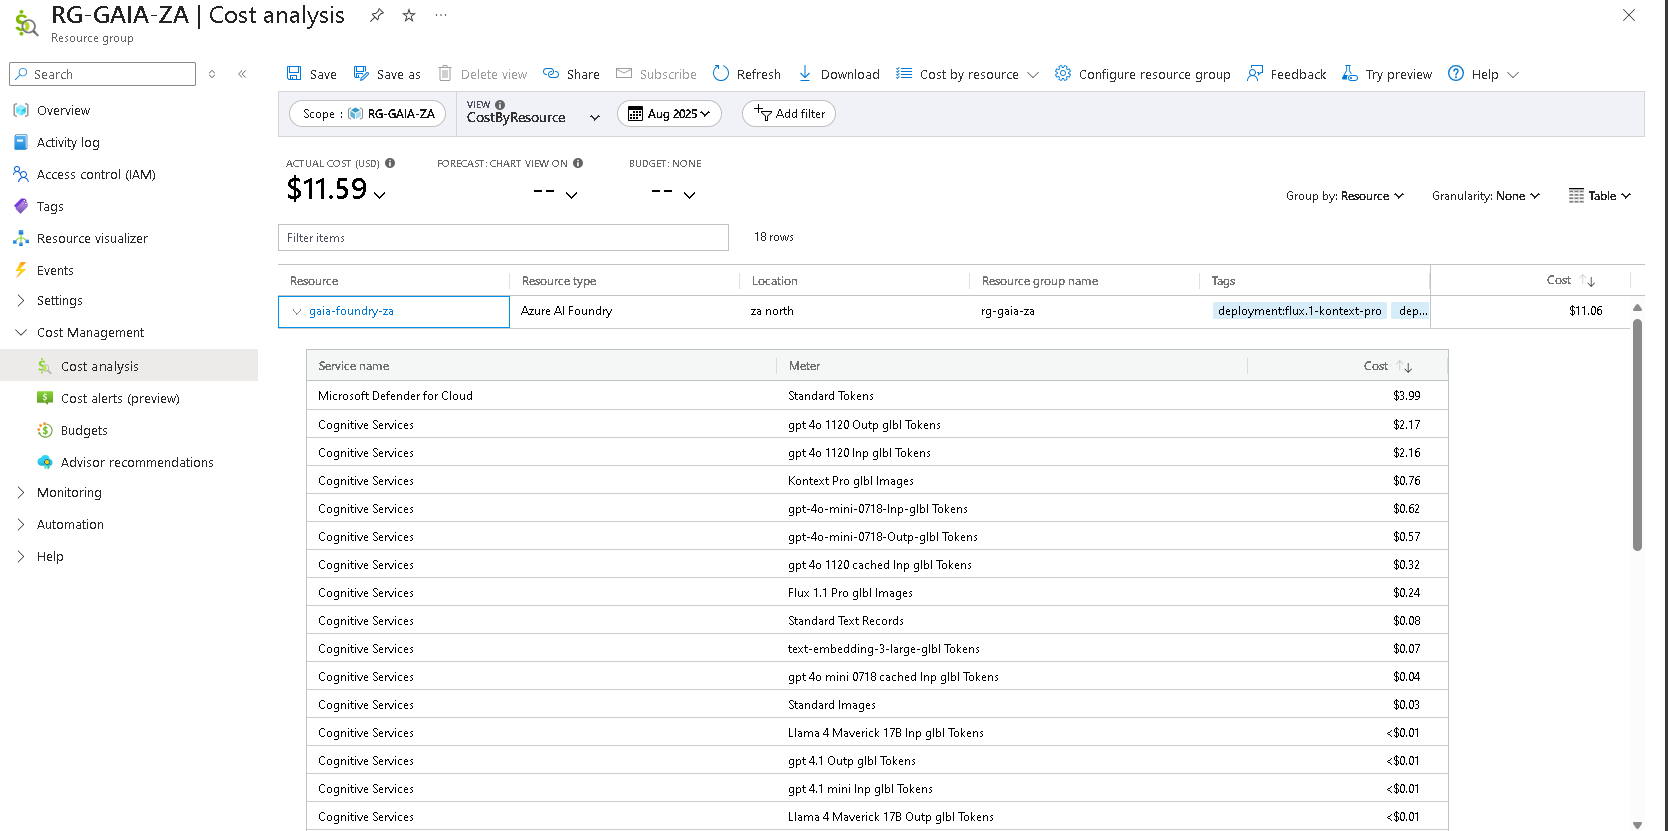 RG-GAIA-ZA | Cost analysis
Resource group
Search
Overview
Activity log
Access control (IAM)
Tags
Resource visualizer
Events
Settings
Cost Management
Cost analysis
Cost alerts (preview)
Budgets
Advisor recommendations
Monitoring
Automation
Help
Save Save as Delete view Share Subscribe Refresh Download Cost by resource Configure resource group Feedback Try preview Help
Scope : RG-GAIA-ZA
VIEW
CostByResource
Aug 2025
Add filter
ACTUAL COST (USD) FORECAST: CHART VIEW ON BUDGET: NONE
$11.59 -- --
Group by: Resource Granularity: None Table
Filter items 18 rows
Resource Resource type Location Resource group name Tags Cost
gaia-foundry-za Azure AI Foundry za north rg-gaia-za deployment:flux.1-kontext-pro dep... $11.06
Service name Meter Cost
Microsoft Defender for Cloud Standard Tokens $3.99
Cognitive Services gpt 4o 1120 Outp glbl Tokens $2.17
Cognitive Services gpt 4o 1120 Inp glbl Tokens $2.16
Cognitive Services Kontext Pro glbl Images $0.76
Cognitive Services gpt-4o-mini-0718-Inp-glbl Tokens $0.62
Cognitive Services gpt-4o-mini-0718-Outp-glbl Tokens $0.57
Cognitive Services gpt 4o 1120 cached Inp glbl Tokens $0.32
Cognitive Services Flux 1.1 Pro glbl Images $0.24
Cognitive Services Standard Text Records $0.08
Cognitive Services text-embedding-3-large-glbl Tokens $0.07
Cognitive Services gpt 4o mini 0718 cached Inp glbl Tokens $0.04
Cognitive Services Standard Images $0.03
Cognitive Services Llama 4 Maverick 17B Inp glbl Tokens <$0.01
Cognitive Services gpt 4.1 Outp glbl Tokens <$0.01
Cognitive Services gpt 4.1 mini Inp glbl Tokens <$0.01
Cognitive Services Llama 4 Maverick 17B Outp glbl Tokens <$0.01